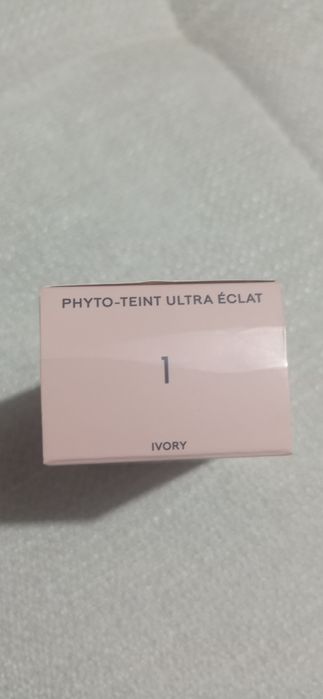 PHYTO-TEINT ULTRA ÉCLAT
1
IVORY